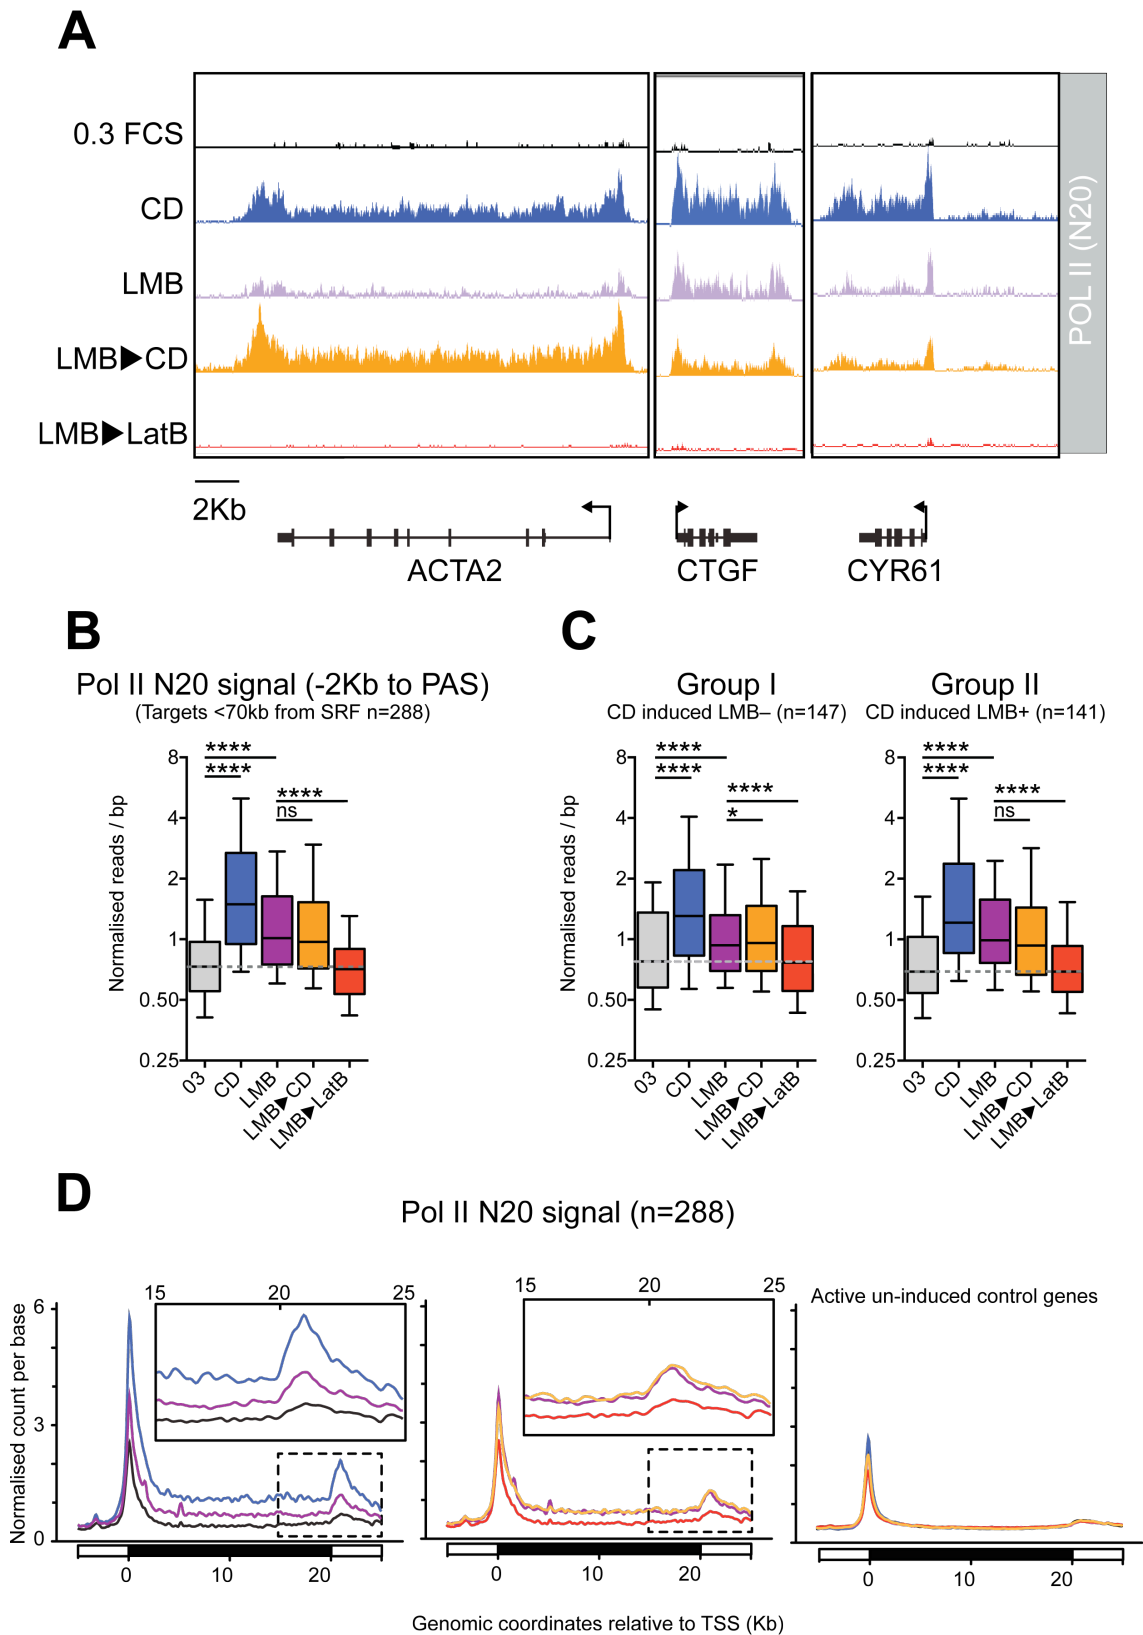 A
0.3 FCS
CD
LMB
LMB▶CD
LMB▶LatB
POL II (N20)
2Kb
ACTA2
CTGF
CYR61
B
Pol II N20 signal (-2Kb to PAS)
(Targets <70kb from SRF n=288)
Normalised reads / bp
8
4
2
1
0.50
0.25
****
****
****
ns
03
CD
LMB
LMB▶CD
LMB▶LatB
C
Group I
CD induced LMB– (n=147)
Normalised reads / bp
8
4
2
1
0.50
0.25
****
****
****
*
03
CD
LMB
LMB▶CD
LMB▶LatB
Group II
CD induced LMB+ (n=141)
8
4
2
1
0.50
0.25
****
****
****
ns
03
CD
LMB
LMB▶CD
LMB▶LatB
D
Pol II N20 signal (n=288)
Normalised count per base
6
3
0
15 20 25
0 10 20
15 20 25
0 10 20
Active un-induced control genes
0 10 20
Genomic coordinates relative to TSS (Kb)